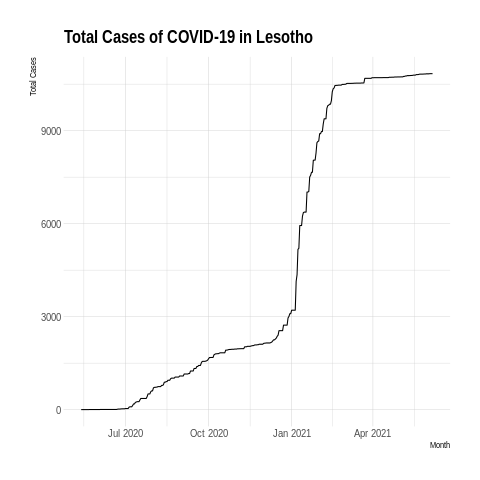 Total Cases of COVID-19 in Lesotho
Total Cases
9000
6000
3000
0
Jul 2020 Oct 2020 Jan 2021 Apr 2021
Month